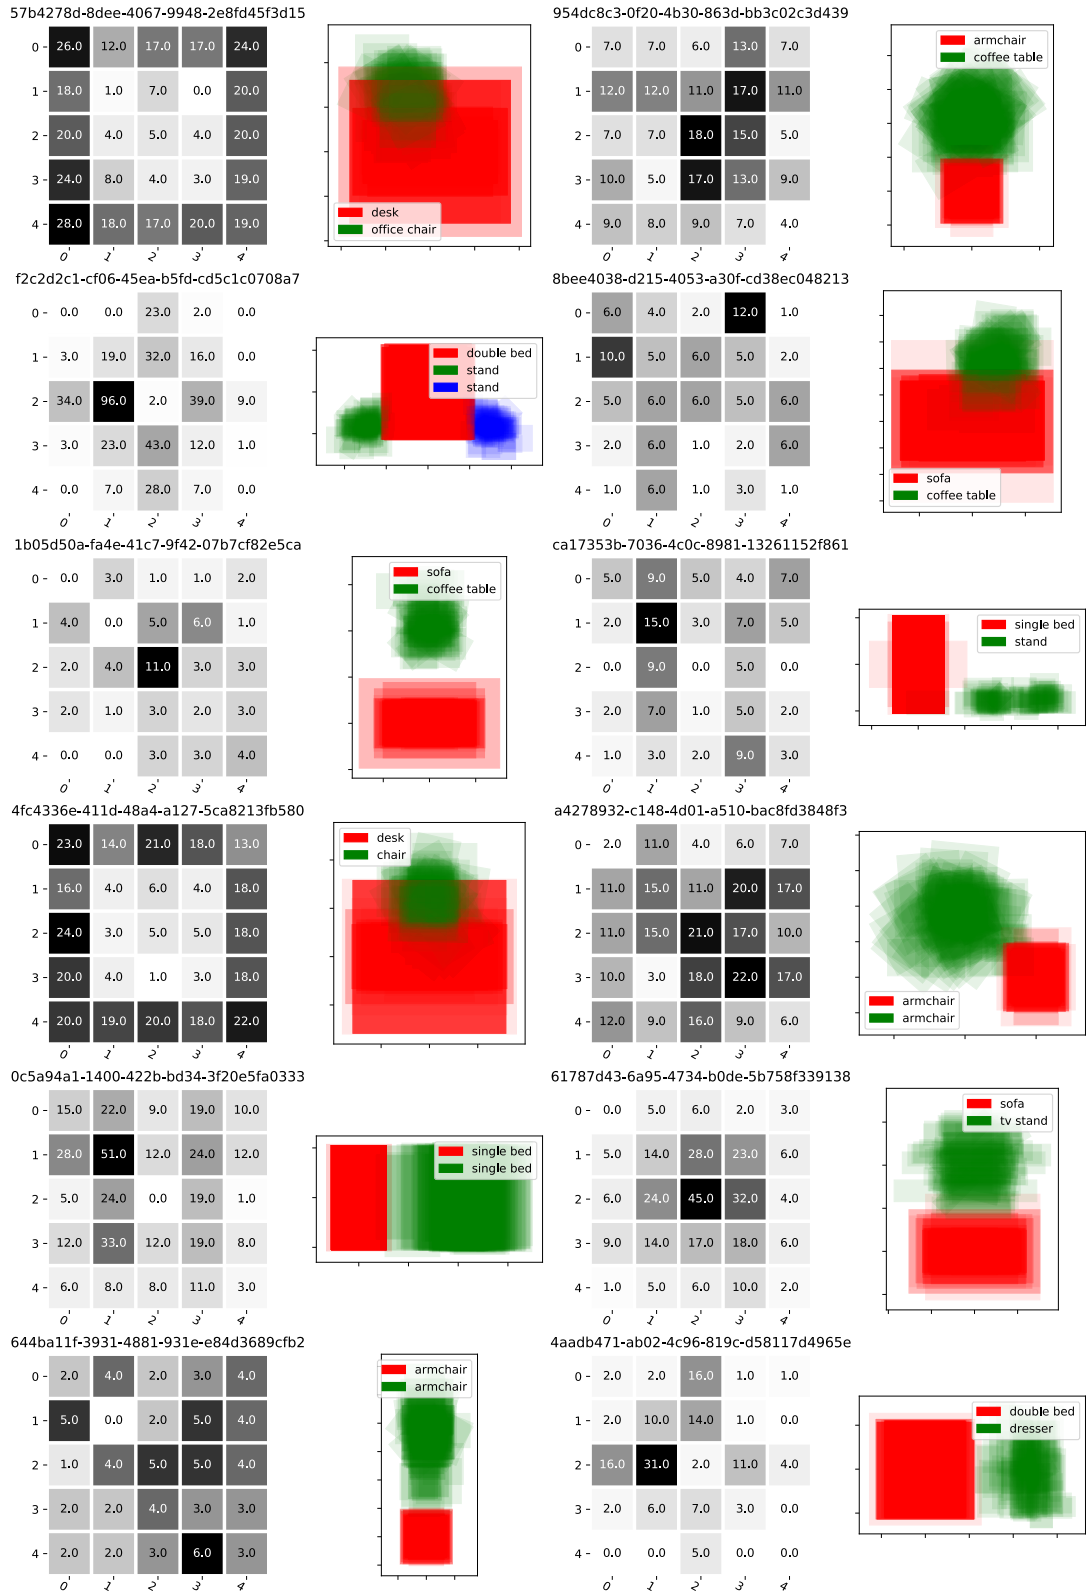 57b4278d-8dee-4067-9948-2e8fd45f3d15
0 26.0 12.0 17.0 17.0 24.0
1 18.0 1.0 7.0 0.0 20.0
2 20.0 4.0 5.0 4.0 20.0
3 24.0 8.0 4.0 3.0 19.0
4 28.0 18.0 17.0 20.0 19.0
0 1 2 3 4
desk
office chair
954dc8c3-0f20-4b30-863d-bb3c02c3d439
0 7.0 7.0 6.0 13.0 7.0
1 12.0 12.0 11.0 17.0 11.0
2 7.0 7.0 18.0 15.0 5.0
3 10.0 5.0 17.0 13.0 9.0
4 9.0 8.0 9.0 7.0 4.0
0 1 2 3 4
armchair
coffee table
f2c2d2c1-cf06-45ea-b5fd-cd5c1c0708a7
0 0.0 0.0 23.0 2.0 0.0
1 3.0 19.0 32.0 16.0 0.0
2 34.0 96.0 2.0 39.0 9.0
3 3.0 23.0 43.0 12.0 1.0
4 0.0 7.0 28.0 7.0 0.0
0 1 2 3 4
double bed
stand
stand
8bee4038-d215-4053-a30f-cd38ec048213
0 6.0 4.0 2.0 12.0 1.0
1 10.0 5.0 6.0 5.0 2.0
2 5.0 6.0 6.0 6.0 6.0
3 2.0 6.0 1.0 2.0 6.0
4 1.0 6.0 1.0 3.0 1.0
0 1 2 3 4
sofa
coffee table
1b05d50a-fa4e-41c7-9f42-07b7cf82e5ca
0 0.0 3.0 1.0 1.0 2.0
1 4.0 0.0 5.0 6.0 1.0
2 2.0 4.0 11.0 3.0 3.0
3 2.0 1.0 3.0 2.0 3.0
4 0.0 0.0 3.0 3.0 4.0
0 1 2 3 4
sofa
coffee table
ca17353b-7036-4c0c-8981-13261152f861
0 5.0 9.0 5.0 4.0 7.0
1 2.0 15.0 3.0 7.0 5.0
2 0.0 9.0 0.0 5.0 0.0
3 2.0 7.0 1.0 5.0 2.0
4 1.0 3.0 2.0 9.0 3.0
0 1 2 3 4
single bed
stand
4fc4336e-411d-48a4-a127-5ca8213fb580
0 23.0 14.0 21.0 18.0 13.0
1 16.0 4.0 6.0 4.0 18.0
2 24.0 3.0 5.0 5.0 18.0
3 20.0 4.0 1.0 3.0 18.0
4 20.0 19.0 20.0 18.0 22.0
0 1 2 3 4
desk
chair
a4278932-c148-4d01-a510-bac8fd3848f3
0 2.0 11.0 4.0 6.0 7.0
1 11.0 15.0 11.0 20.0 17.0
2 11.0 15.0 21.0 17.0 10.0
3 10.0 3.0 18.0 22.0 17.0
4 12.0 9.0 16.0 9.0 6.0
0 1 2 3 4
armchair
armchair
0c5a94a1-1400-422b-bd34-3f20e5fa0333
0 15.0 22.0 9.0 19.0 10.0
1 28.0 51.0 12.0 24.0 12.0
2 5.0 24.0 0.0 19.0 1.0
3 12.0 33.0 12.0 19.0 8.0
4 6.0 8.0 8.0 11.0 3.0
0 1 2 3 4
single bed
single bed
61787d43-6a95-4734-b0de-5b758f339138
0 0.0 5.0 6.0 2.0 3.0
1 5.0 14.0 28.0 23.0 6.0
2 6.0 24.0 45.0 32.0 4.0
3 9.0 14.0 17.0 18.0 6.0
4 1.0 5.0 6.0 10.0 2.0
0 1 2 3 4
sofa
tv stand
644ba11f-3931-4881-931e-e84d3689cfb2
0 2.0 4.0 2.0 3.0 4.0
1 5.0 0.0 2.0 5.0 4.0
2 1.0 4.0 5.0 5.0 4.0
3 2.0 2.0 4.0 3.0 3.0
4 2.0 2.0 3.0 6.0 3.0
0 1 2 3 4
armchair
armchair
4aadb471-ab02-4c96-819c-d58117d4965e
0 2.0 2.0 16.0 1.0 1.0
1 2.0 10.0 14.0 1.0 0.0
2 16.0 31.0 2.0 11.0 4.0
3 1.0 6.0 7.0 3.0 0.0
4 0.0 0.0 5.0 0.0 0.0
0 1 2 3 4
double bed
dresser